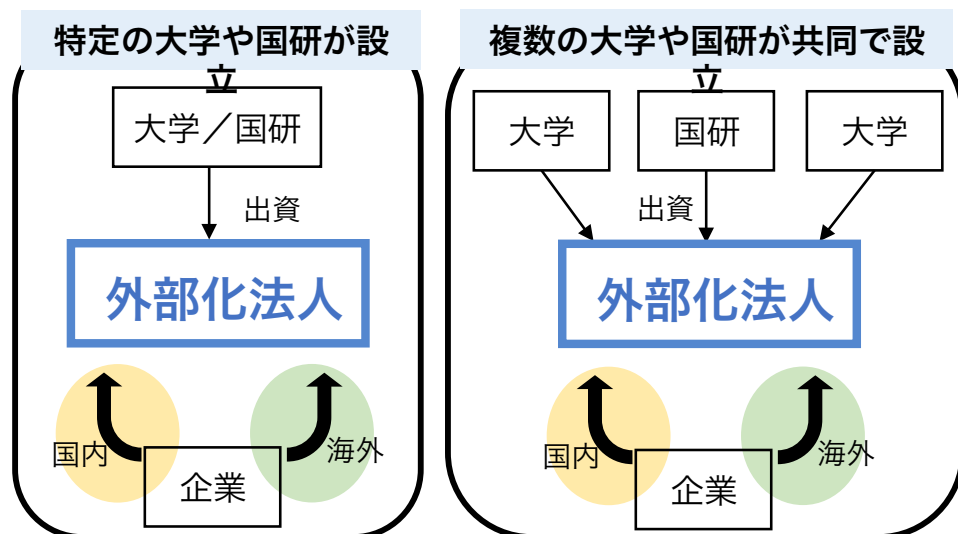 特定の大学や国研が設
立
大学／国研
出資
外部化法人
国内
海外
企業
複数の大学や国研が共同で設
立
大学
国研
大学
出資
外部化法人
国内
海外
企業